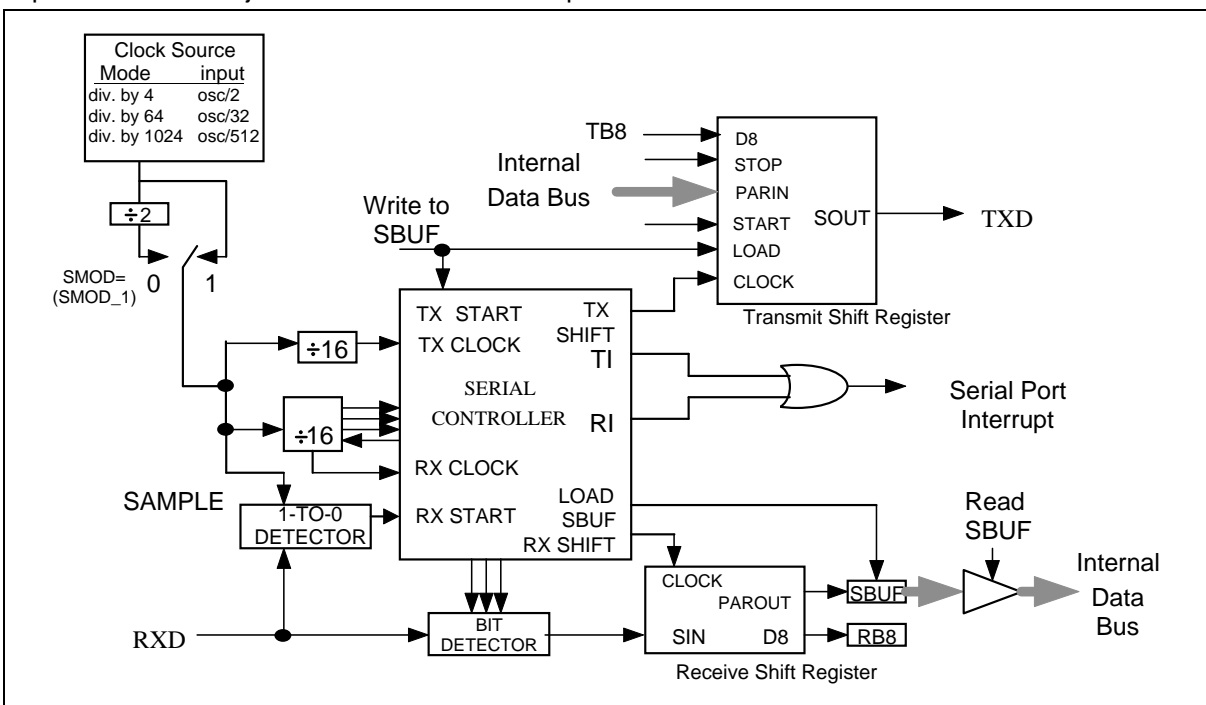 Clock Source
Mode input
div. by 4 osc/2
div. by 64 osc/32
div. by 1024 osc/512
÷2
SMOD=
(SMOD_1)
0 1
TB8
Internal
Data Bus
D8
STOP
PARIN
START
LOAD
CLOCK
SOUT
TXD
Transmit Shift Register
Write to
SBUF
TX START
TX CLOCK
SERIAL
CONTROLLER
RX CLOCK
RX START
TX
SHIFT
TI
RI
LOAD
SBUF
RX SHIFT
÷16
÷16
Serial Port
Interrupt
SAMPLE
1-TO-0
DETECTOR
RXD
BIT
DETECTOR
CLOCK
PAROUT
SIN D8
Receive Shift Register
SBUF
RB8
Read
SBUF
Internal
Data
Bus